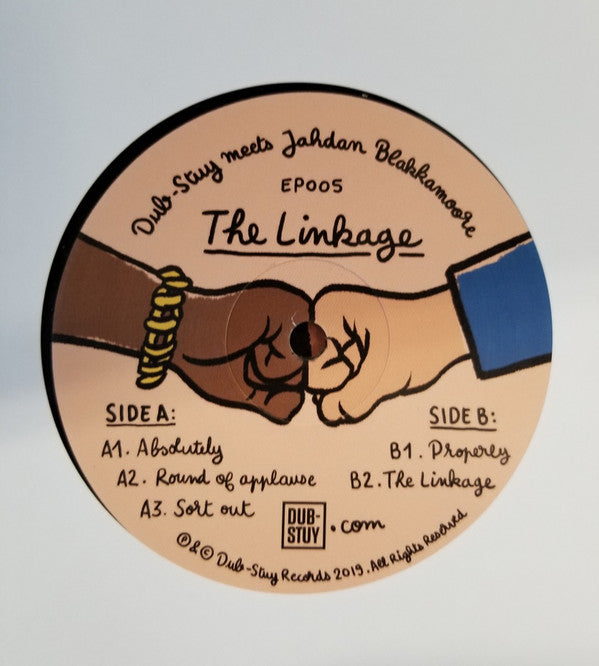 Dub-Stuy meets Jahdan Blakkamoore
EP005
The Linkage
SIDE A:
A1. Absolutely
A2. Round of applause
A3. Sort out
SIDE B:
B1. Properly
B2. The Linkage
DUB-
STUY
.com
℗ & © Dub-Stuy Records 2019. All Rights Reserved